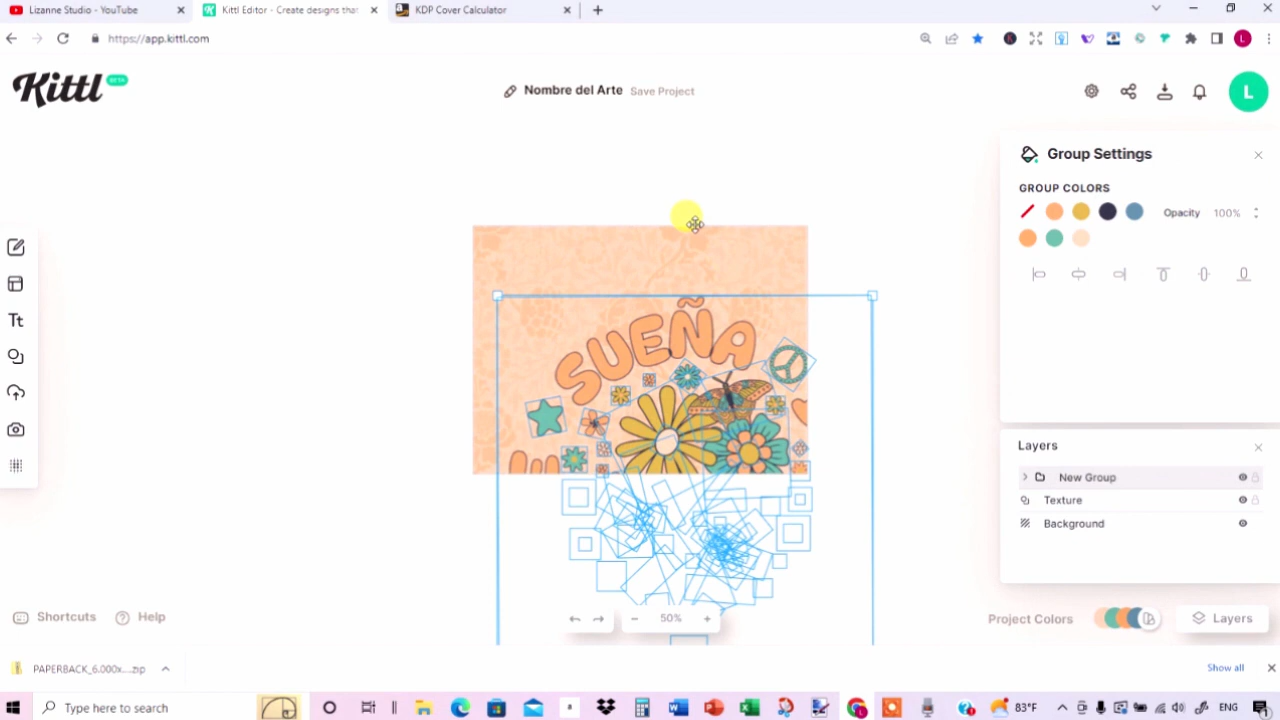 Lizanne Studio - YouTube
Kittl Editor - Create designs that
KDP Cover Calculator
https://app.kittl.com
Kittl BETA
Nombre del Arte Save Project
L
Group Settings
GROUP COLORS
Opacity 100%
SUEÑA
Tt
Layers
New Group
Texture
Background
Shortcuts
Help
50%
Project Colors
Layers
PAPERBACK_6.000x....zip
Show all
Type here to search
83°F
ENG